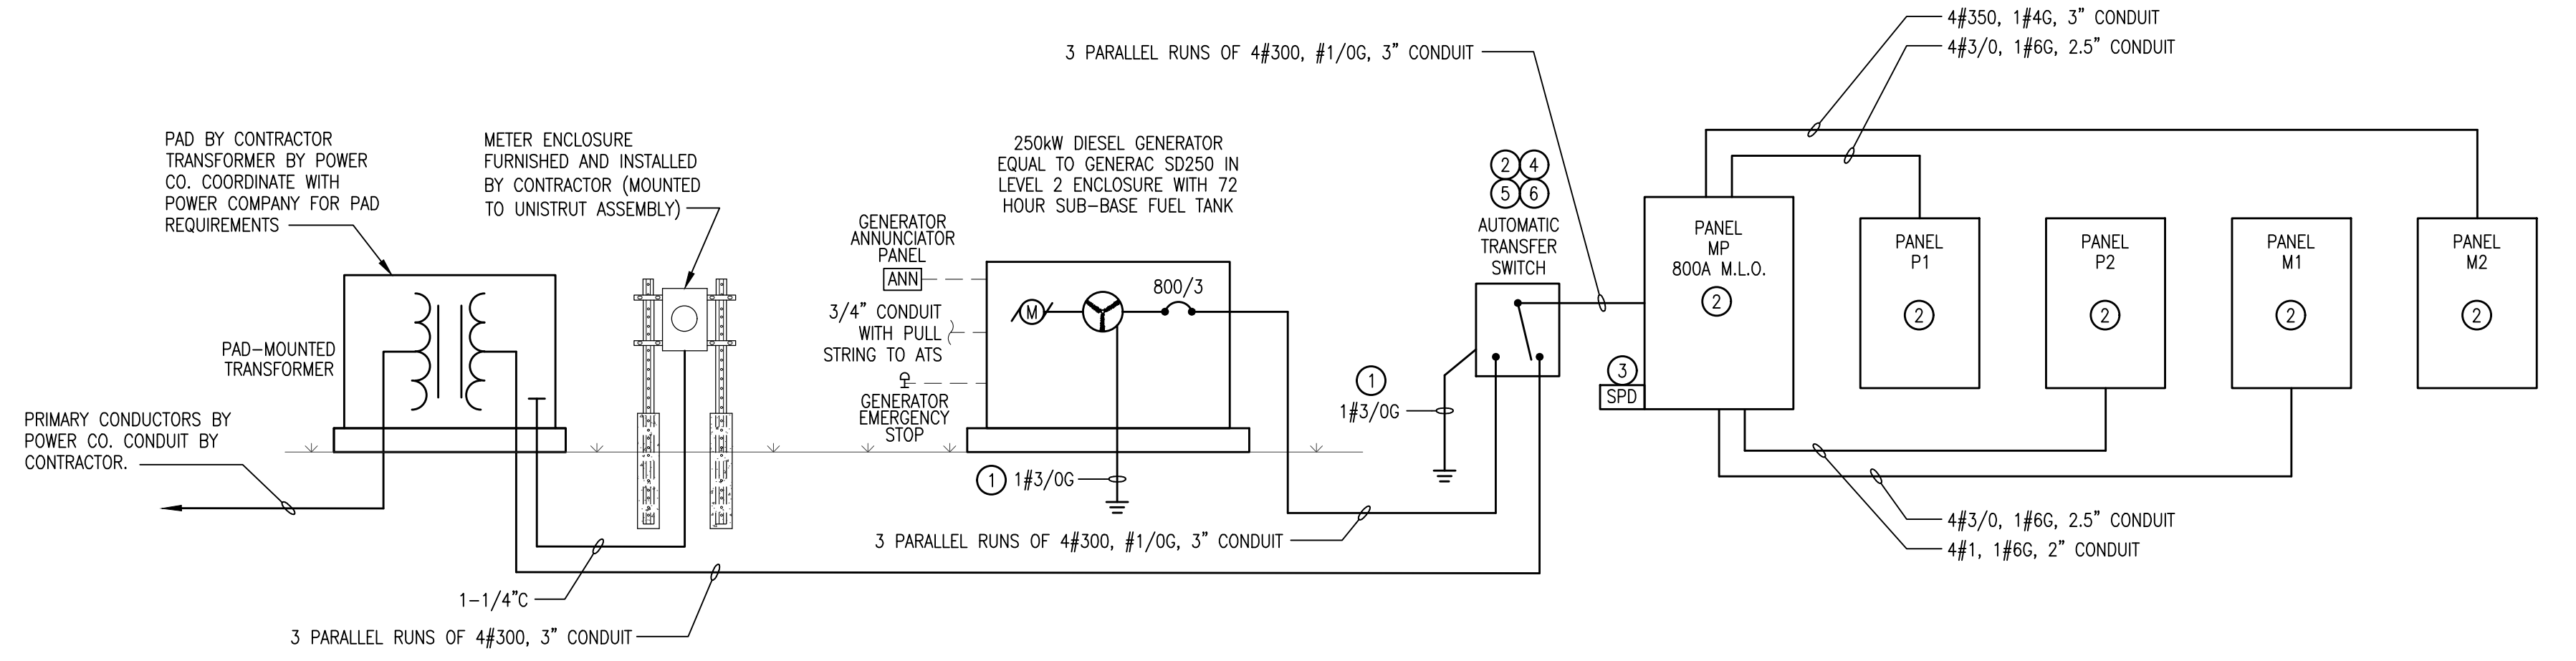 4#350, 1#4G, 3" CONDUIT
4#3/0, 1#6G, 2.5" CONDUIT
3 PARALLEL RUNS OF 4#300, #1/0G, 3" CONDUIT
PAD BY CONTRACTOR
TRANSFORMER BY POWER
CO. COORDINATE WITH
POWER COMPANY FOR PAD
REQUIREMENTS
METER ENCLOSURE
FURNISHED AND INSTALLED
BY CONTRACTOR (MOUNTED
TO UNISTRUT ASSEMBLY)
250kW DIESEL GENERATOR
EQUAL TO GENERAC SD250 IN
LEVEL 2 ENCLOSURE WITH 72
HOUR SUB-BASE FUEL TANK
GENERATOR
ANNUNCIATOR
PANEL
ANN
3/4" CONDUIT
WITH PULL
STRING TO ATS
GENERATOR
EMERGENCY
STOP
M
800/3
2 4
5 6
AUTOMATIC
TRANSFER
SWITCH
PANEL
MP
800A M.L.O.
2
3
SPD
PANEL
P1
2
PANEL
P2
2
PANEL
M1
2
PANEL
M2
2
PAD-MOUNTED
TRANSFORMER
PRIMARY CONDUCTORS BY
POWER CO. CONDUIT BY
CONTRACTOR.
1
1#3/0G
1 1#3/0G
3 PARALLEL RUNS OF 4#300, #1/0G, 3" CONDUIT
4#3/0, 1#6G, 2.5" CONDUIT
4#1, 1#6G, 2" CONDUIT
1-1/4"C
3 PARALLEL RUNS OF 4#300, 3" CONDUIT